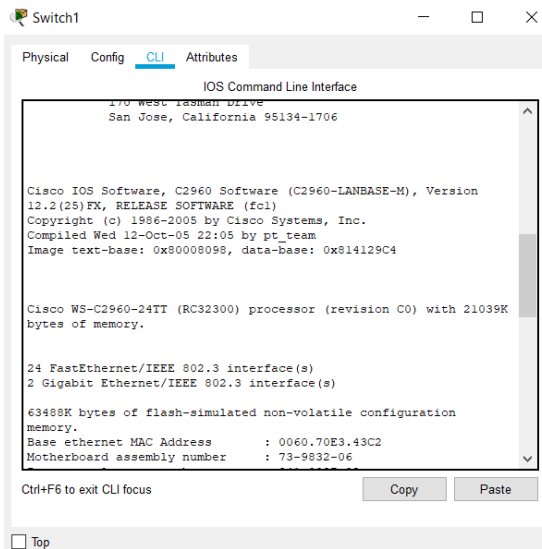 Switch1
Physical Config CLI Attributes
IOS Command Line Interface
170 West Tasman Drive
San Jose, California 95134-1706
Cisco IOS Software, C2960 Software (C2960-LANBASE-M), Version
12.2(25)FX, RELEASE SOFTWARE (fc1)
Copyright (c) 1986-2005 by Cisco Systems, Inc.
Compiled Wed 12-Oct-05 22:05 by pt_team
Image text-base: 0x80008098, data-base: 0x814129C4
Cisco WS-C2960-24TT (RC32300) processor (revision C0) with 21039K
bytes of memory.
24 FastEthernet/IEEE 802.3 interface(s)
2 Gigabit Ethernet/IEEE 802.3 interface(s)
63488K bytes of flash-simulated non-volatile configuration
memory.
Base ethernet MAC Address : 0060.70E3.43C2
Motherboard assembly number : 73-9832-06
Ctrl+F6 to exit CLI focus
Copy Paste
Top